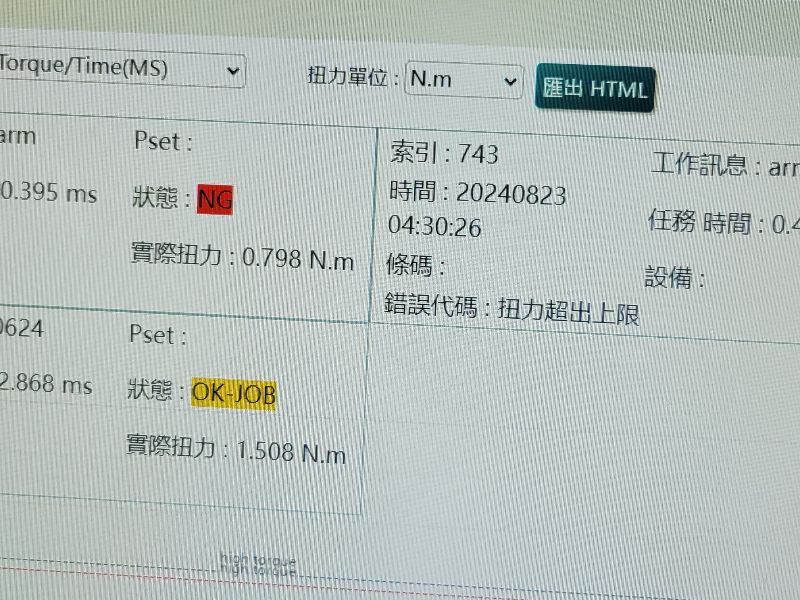 Torque/Time(MS)
扭力單位 : N.m
匯出 HTML
arm
Pset :
0.395 ms
狀態 : NG
實際扭力 : 0.798 N.m
索引 : 743
時間 : 20240823
04:30:26
條碼 :
錯誤代碼 : 扭力超出上限
工作訊息 : arr
任務 時間 : 0.4
設備 :
0624
Pset :
2.868 ms
狀態 : OK-JOB
實際扭力 : 1.508 N.m
high torque
high torque